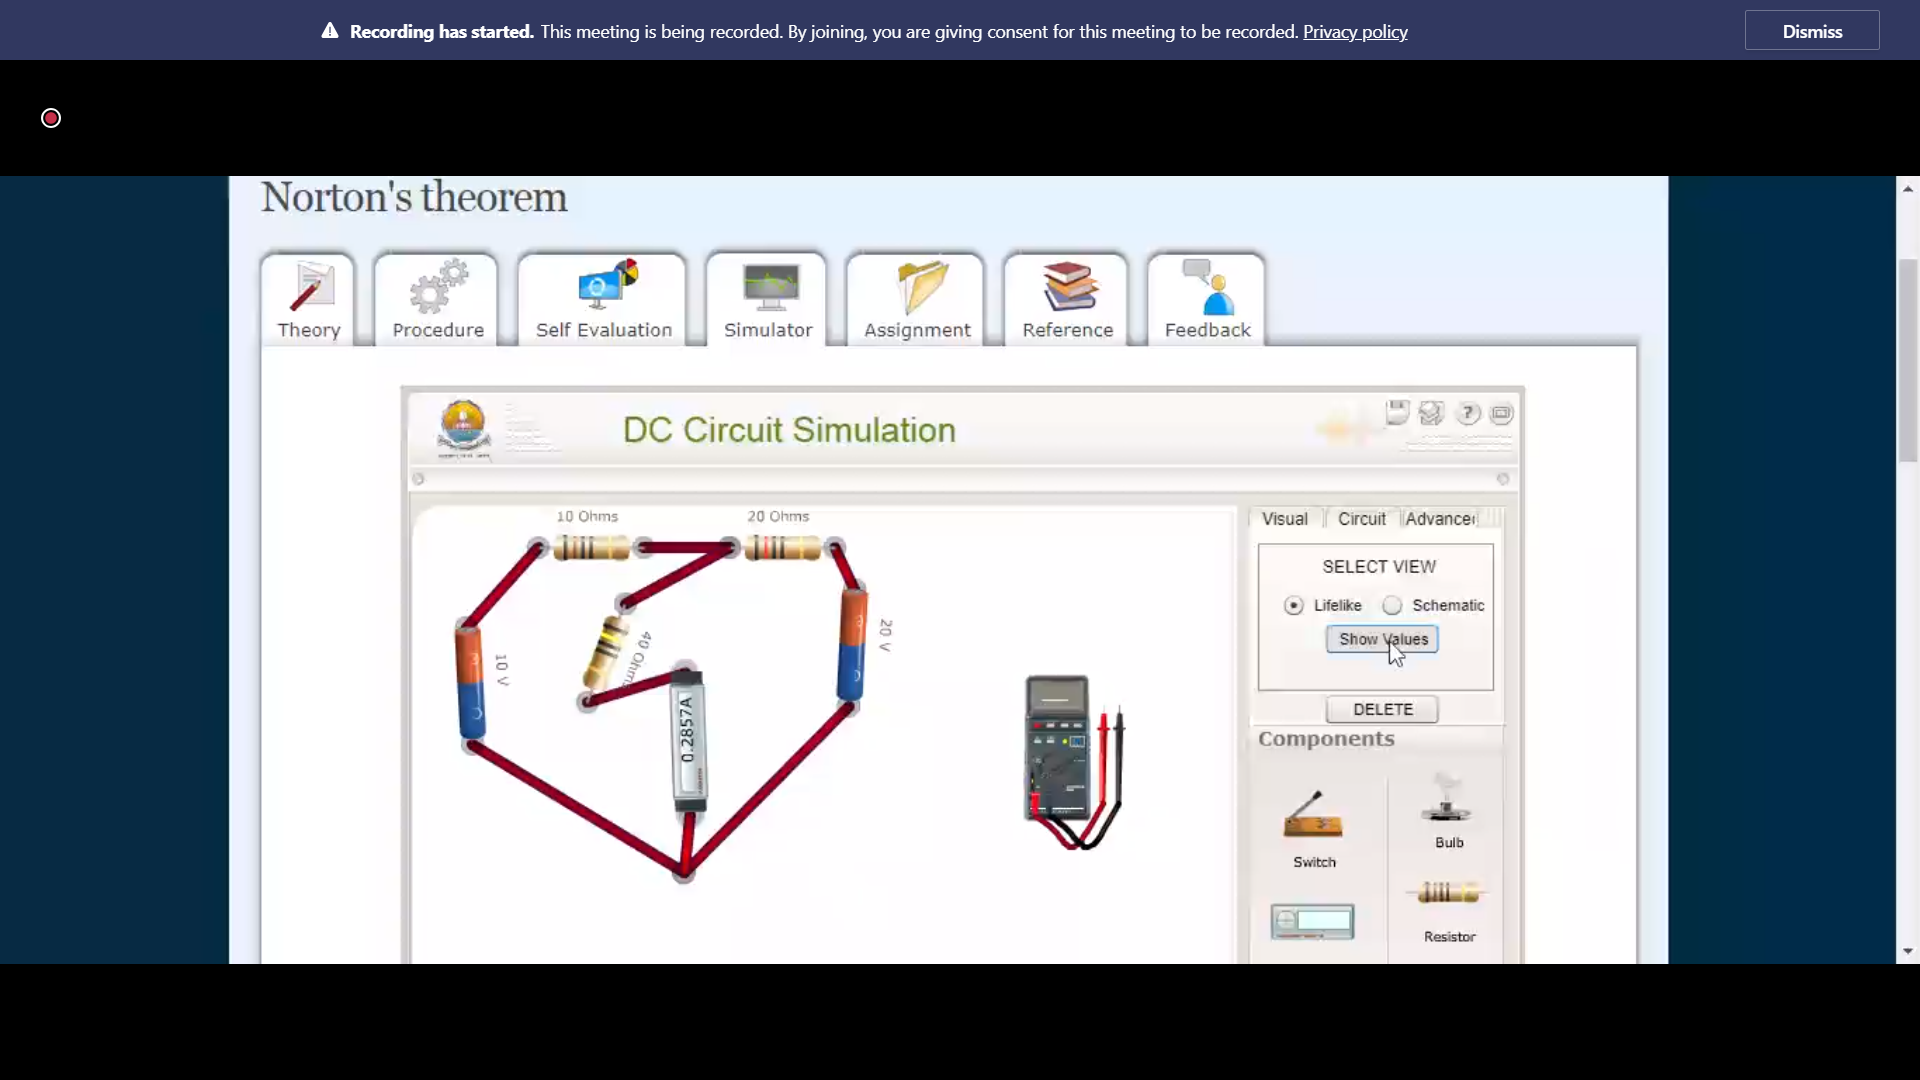 Recording has started. This meeting is being recorded. By joining, you are giving consent for this meeting to be recorded. Privacy policy
Dismiss
Norton's theorem
Theory
Procedure
Self Evaluation
Simulator
Assignment
Reference
Feedback
DC Circuit Simulation
?
10 Ohms
20 Ohms
Visual
Circuit
Advanced
SELECT VIEW
Lifelike
Schematic
Show Values
10 V
40 Ohms
20 V
0.2857A
DELETE
Components
Switch
Bulb
Resistor